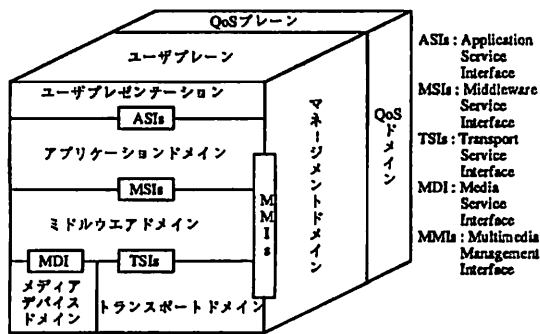 QoSプレーン
ユーザプレーン
ユーザプレゼンテーション
ASIs
アプリケーションドメイン
MSIs
ミドルウエアドメイン
MDI
TSIs
メディア
デバイス
ドメイン
トランスポートドメイン
MMIs
マネージメントドメイン
QoSドメイン
ASIs : Application
Service
Interface
MSIs : Middleware
Service
Interface
TSIs : Transport
Service
Interface
MDI : Media
Service
Interface
MMIs : Multimedia
Management
Interface